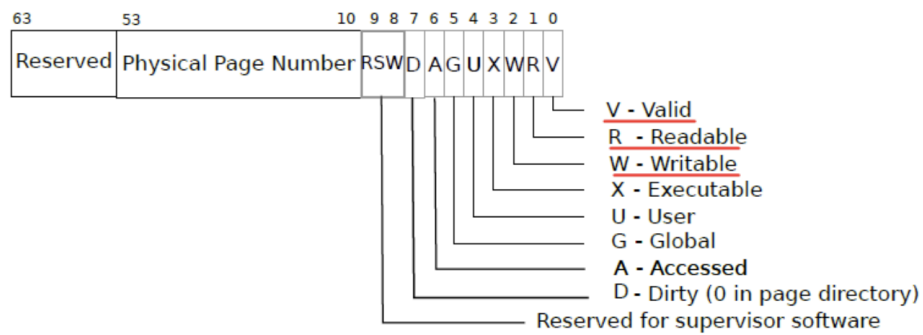 63 53 10 9 8 7 6 5 4 3 2 1 0
Reserved Physical Page Number RSW D A G U X W R V
V - Valid
R - Readable
W - Writable
X - Executable
U - User
G - Global
A - Accessed
D - Dirty (0 in page directory)
Reserved for supervisor software